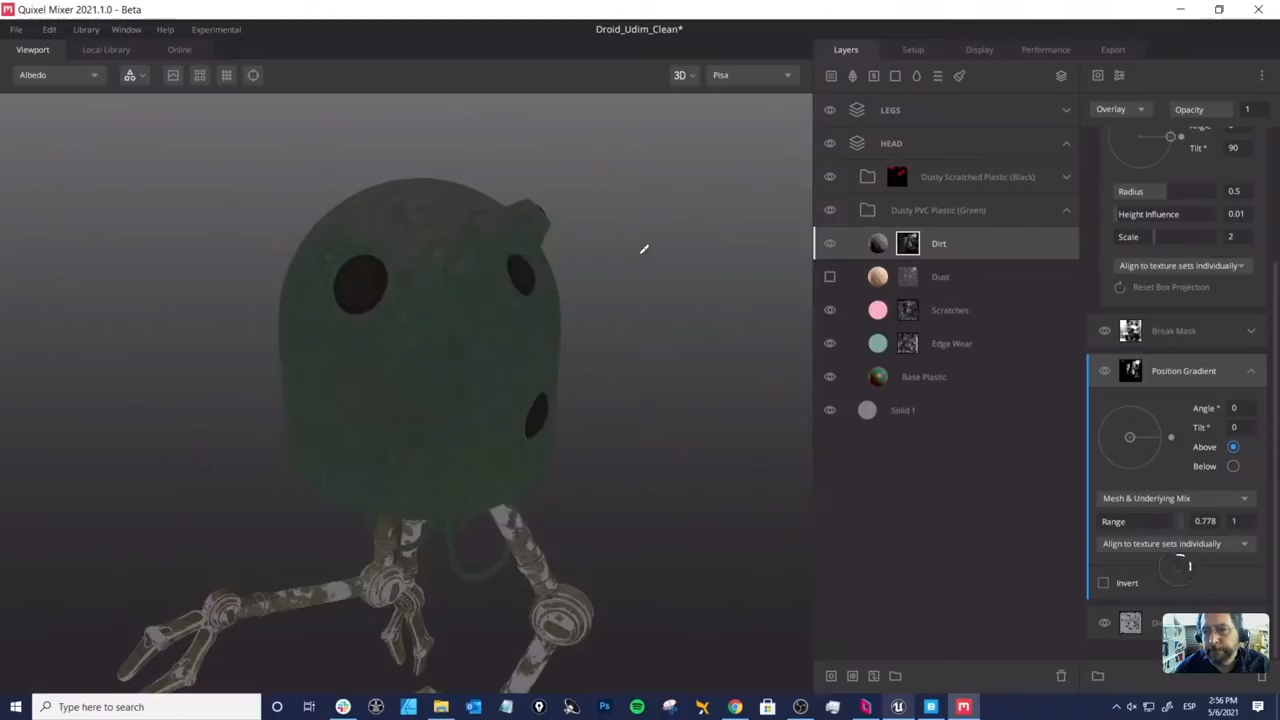 Quixel Mixer 2021.1.0 - Beta
File Edit Library Window Help Experimental
Droid_Udim_Clean*
Viewport Local Library Online
Layers Setup Display Performance Export
Albedo
3D
Pisa
Overlay Opacity 1
LEGS
HEAD
Dusty Scratched Plastic (Black)
Dusty PVC Plastic (Green)
Dirt
Dust
Scratches
Edge Wear
Base Plastic
Solid 1
Tilt ° 90
Radius 0.5
Height Influence 0.01
Scale 2
Align to texture sets individually
Reset Box Projection
Break Mask
Position Gradient
Angle ° 0
Tilt ° 0
Above
Below
Mesh & Underlying Mix
Range 0.778 1
Align to texture sets individually
Invert
Type here to search
ESP
2:56 PM
5/6/2021